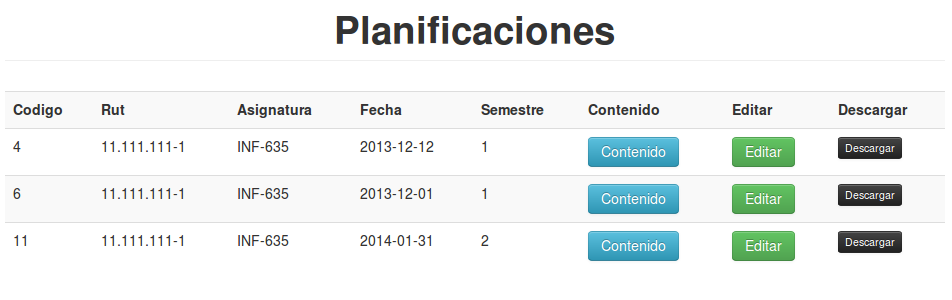 Planificaciones
Codigo Rut Asignatura Fecha Semestre Contenido Editar Descargar
4 11.111.111-1 INF-635 2013-12-12 1 Contenido Editar Descargar
6 11.111.111-1 INF-635 2013-12-01 1 Contenido Editar Descargar
11 11.111.111-1 INF-635 2014-01-31 2 Contenido Editar Descargar